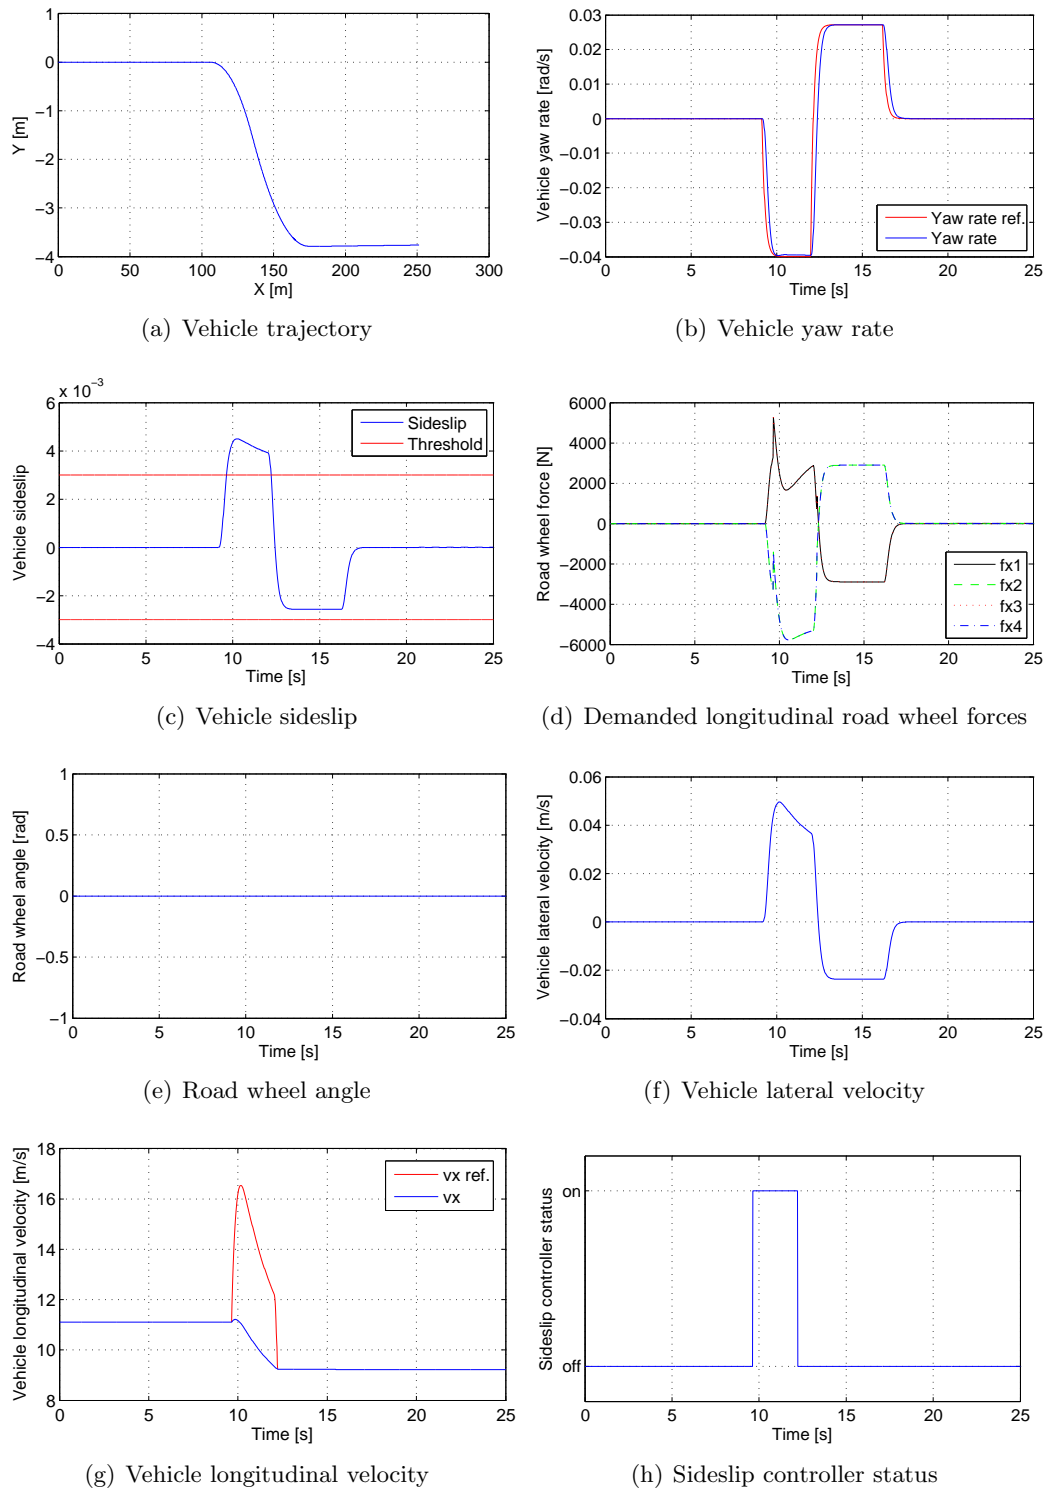 1
0
−1
−2
−3
−4
0 50 100 150 200 250 300
Y [m]
X [m]
(a) Vehicle trajectory
0.03
0.02
0.01
0
−0.01
−0.02
−0.03
−0.04
0 5 10 15 20 25
Vehicle yaw rate [rad/s]
Time [s]
Yaw rate ref.
Yaw rate
(b) Vehicle yaw rate
x 10−3
6
4
2
0
−2
−4
0 5 10 15 20 25
Vehicle sideslip
Time [s]
Sideslip
Threshold
(c) Vehicle sideslip
6000
4000
2000
0
−2000
−4000
−6000
0 5 10 15 20 25
Road wheel force [N]
Time [s]
fx1
fx2
fx3
fx4
(d) Demanded longitudinal road wheel forces
1
0.5
0
−0.5
−1
0 5 10 15 20 25
Road wheel angle [rad]
Time [s]
(e) Road wheel angle
0.06
0.04
0.02
0
−0.02
−0.04
0 5 10 15 20 25
Vehicle lateral velocity [m/s]
Time [s]
(f) Vehicle lateral velocity
18
16
14
12
10
8
0 5 10 15 20 25
Vehicle longitudinal velocity [m/s]
Time [s]
vx ref.
vx
(g) Vehicle longitudinal velocity
on
off
0 5 10 15 20 25
Sideslip controller status
Time [s]
(h) Sideslip controller status